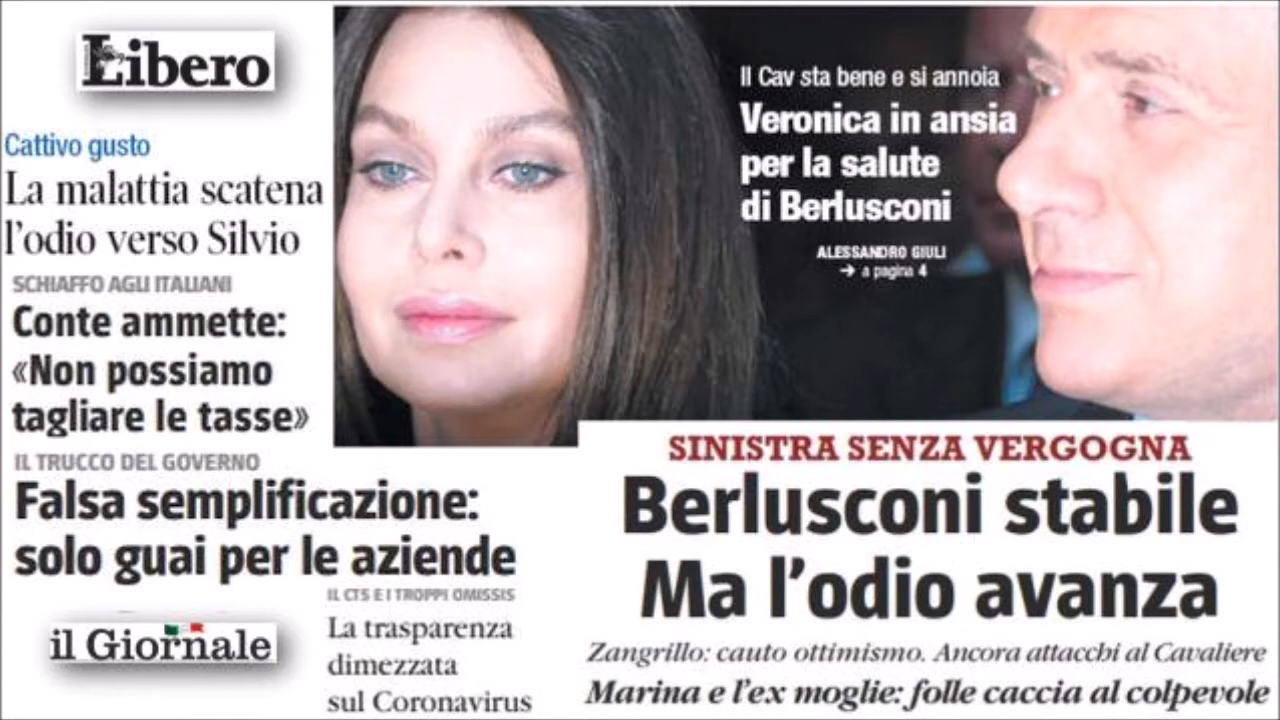 Libero
Cattivo gusto
La malattia scatena
l'odio verso Silvio
SCHIAFFO AGLI ITALIANI
Conte ammette:
«Non possiamo
tagliare le tasse»
IL TRUCCO DEL GOVERNO
Falsa semplificazione:
solo guai per le aziende
IL CTS E I TROPPI OMISSIS
La trasparenza
dimezzata
sul Coronavirus
il Giornale
Il Cav sta bene e si annoia
Veronica in ansia
per la salute
di Berlusconi
ALESSANDRO GIULI
➔ a pagina 4
SINISTRA SENZA VERGOGNA
Berlusconi stabile
Ma l'odio avanza
Zangrillo: cauto ottimismo. Ancora attacchi al Cavaliere
Marina e l'ex moglie: folle caccia al colpevole